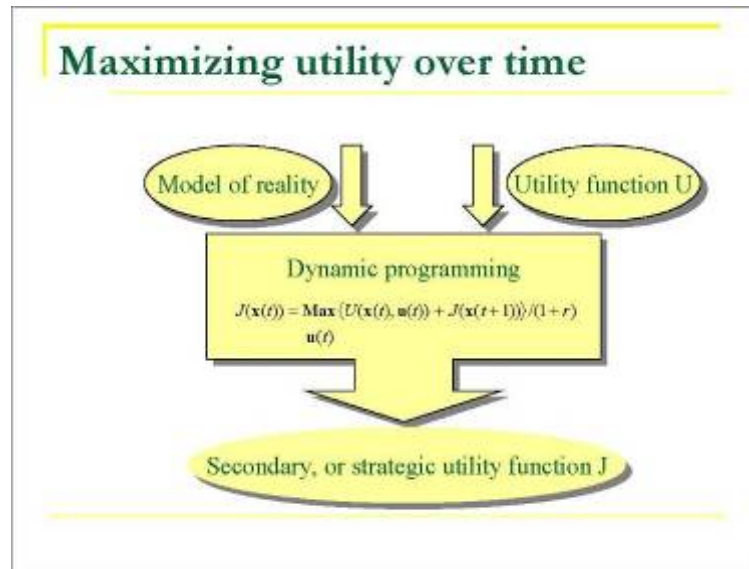 Maximizing utility over time
Model of reality
Utility function U
Dynamic programming
J(x(t)) = Max ⟨U(x(t), u(t)) + J(x(t+1))⟩/(1+r)
u(t)
Secondary, or strategic utility function J